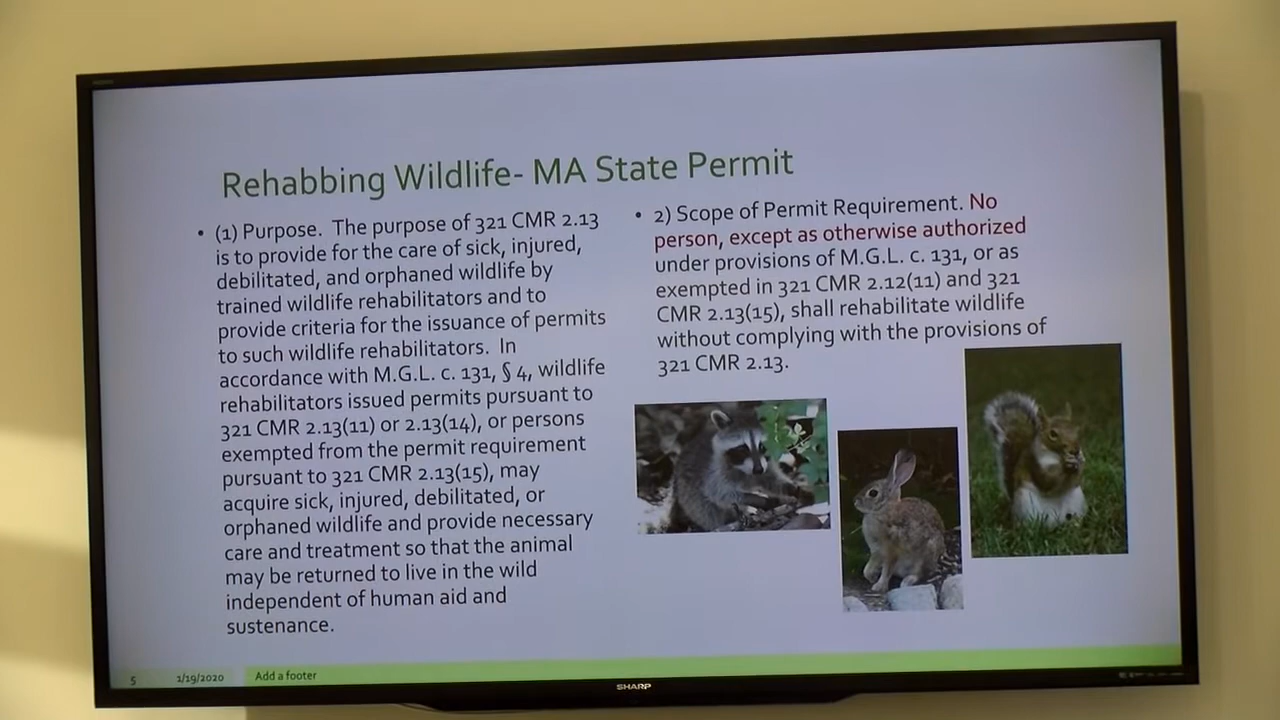 Rehabbing Wildlife- MA State Permit
• (1) Purpose. The purpose of 321 CMR 2.13
is to provide for the care of sick, injured,
debilitated, and orphaned wildlife by
trained wildlife rehabilitators and to
provide criteria for the issuance of permits
to such wildlife rehabilitators. In
accordance with M.G.L. c. 131, § 4, wildlife
rehabilitators issued permits pursuant to
321 CMR 2.13(11) or 2.13(14), or persons
exempted from the permit requirement
pursuant to 321 CMR 2.13(15), may
acquire sick, injured, debilitated, or
orphaned wildlife and provide necessary
care and treatment so that the animal
may be returned to live in the wild
independent of human aid and
sustenance.
• 2) Scope of Permit Requirement. No
person, except as otherwise authorized
under provisions of M.G.L. c. 131, or as
exempted in 321 CMR 2.12(11) and 321
CMR 2.13(15), shall rehabilitate wildlife
without complying with the provisions of
321 CMR 2.13.
5 1/19/2020 Add a footer
SHARP